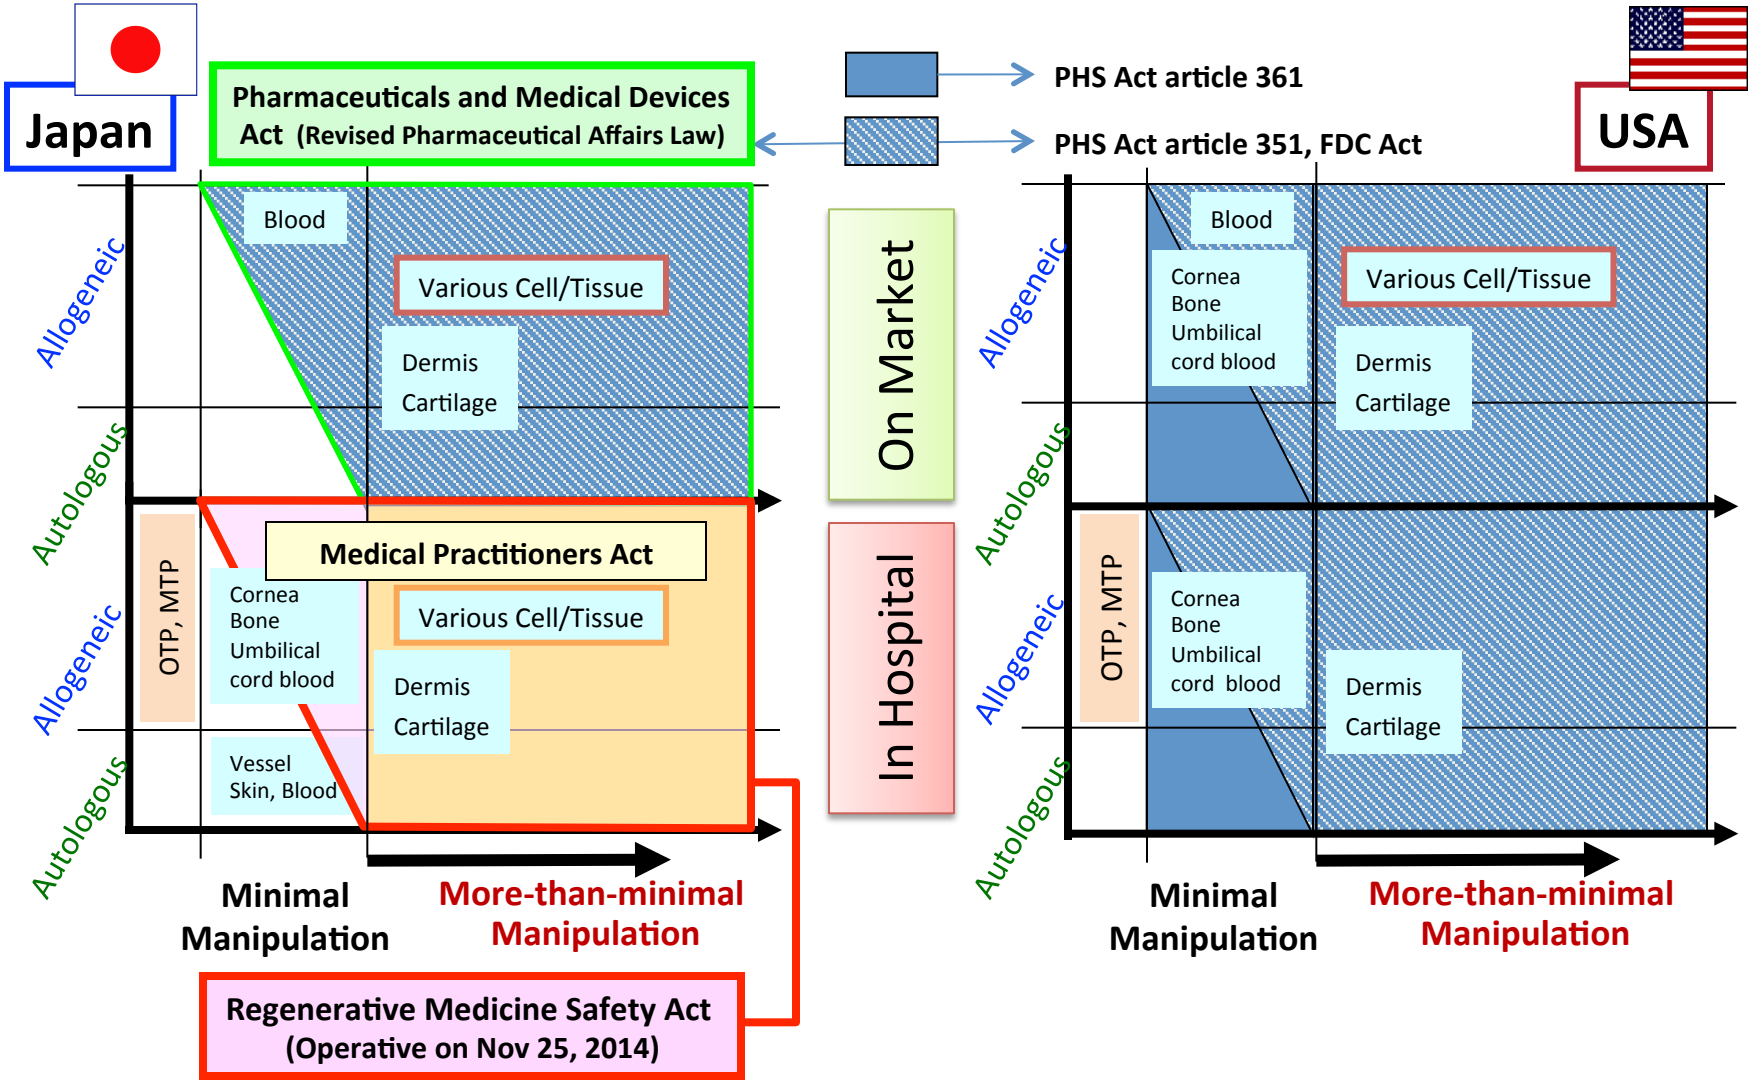 Japan
Pharmaceuticals and Medical Devices
Act (Revised Pharmaceutical Affairs Law)
PHS Act article 361
PHS Act article 351, FDC Act
USA
Allogeneic
Autologous
Blood
Various Cell/Tissue
Dermis
Cartilage
OTP, MTP
Medical Practitioners Act
Allogeneic
Autologous
Cornea
Bone
Umbilical
cord blood
Various Cell/Tissue
Dermis
Cartilage
Vessel
Skin, Blood
Minimal
Manipulation
More-than-minimal
Manipulation
Regenerative Medicine Safety Act
(Operative on Nov 25, 2014)
On Market
In Hospital
Allogeneic
Autologous
Blood
Cornea
Bone
Umbilical
cord blood
Various Cell/Tissue
Dermis
Cartilage
OTP, MTP
Allogeneic
Autologous
Cornea
Bone
Umbilical
cord blood
Dermis
Cartilage
Minimal
Manipulation
More-than-minimal
Manipulation